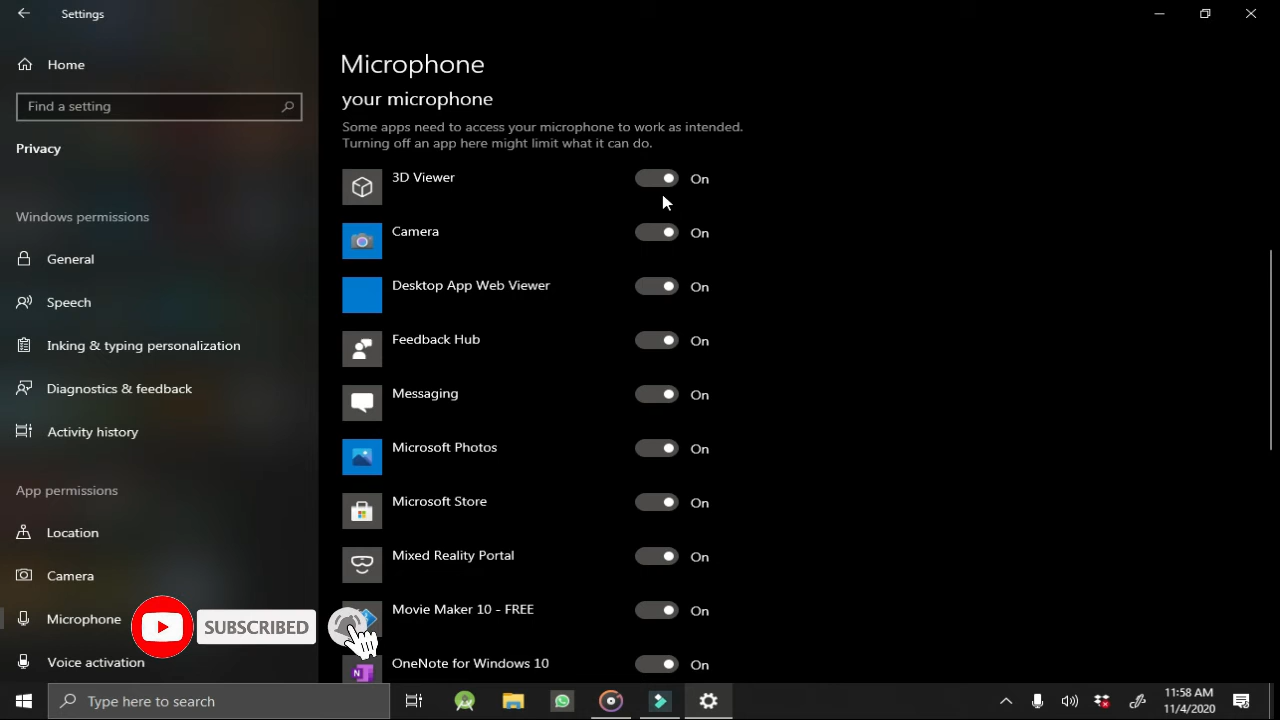 Settings
Home
Find a setting
Privacy
Windows permissions
General
Speech
Inking & typing personalization
Diagnostics & feedback
Activity history
App permissions
Location
Camera
Microphone
Voice activation
Microphone
your microphone
Some apps need to access your microphone to work as intended.
Turning off an app here might limit what it can do.
3D Viewer On
Camera On
Desktop App Web Viewer On
Feedback Hub On
Messaging On
Microsoft Photos On
Microsoft Store On
Mixed Reality Portal On
Movie Maker 10 - FREE On
OneNote for Windows 10 On
SUBSCRIBED
Type here to search
11:58 AM
11/4/2020